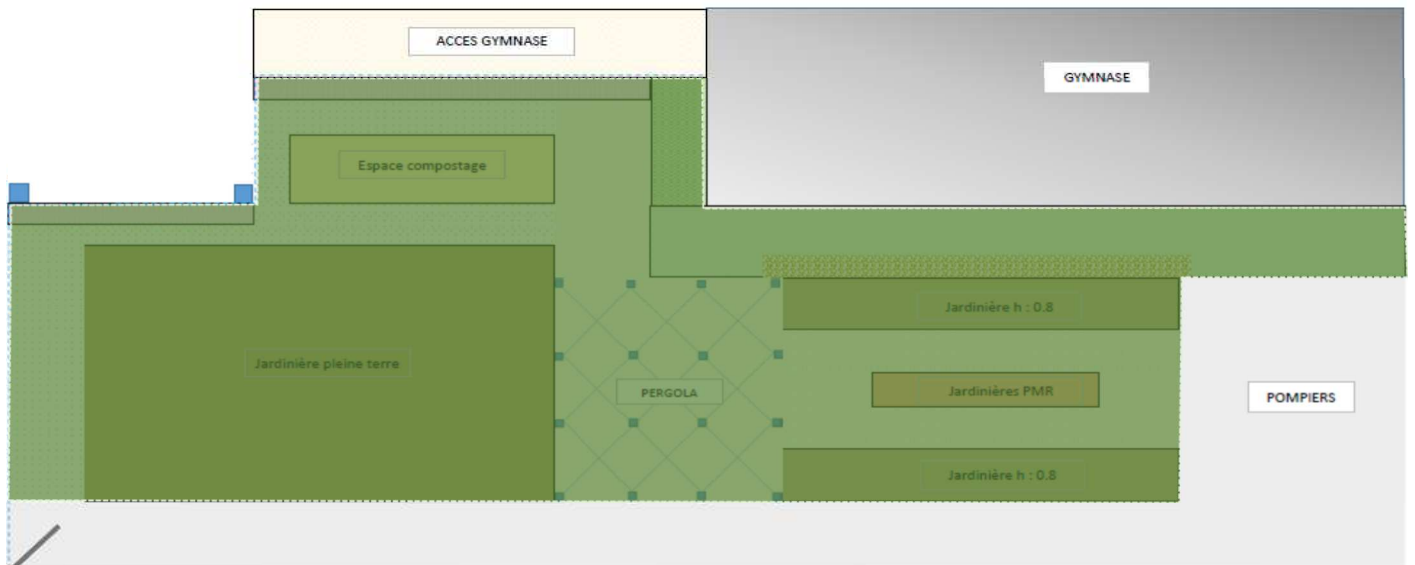 ACCES GYMNASE
GYMNASE
Espace compostage
Jardinière h : 0.8
Jardinière pleine terre
PERGOLA
Jardinières PMR
POMPIERS
Jardinière h : 0.8